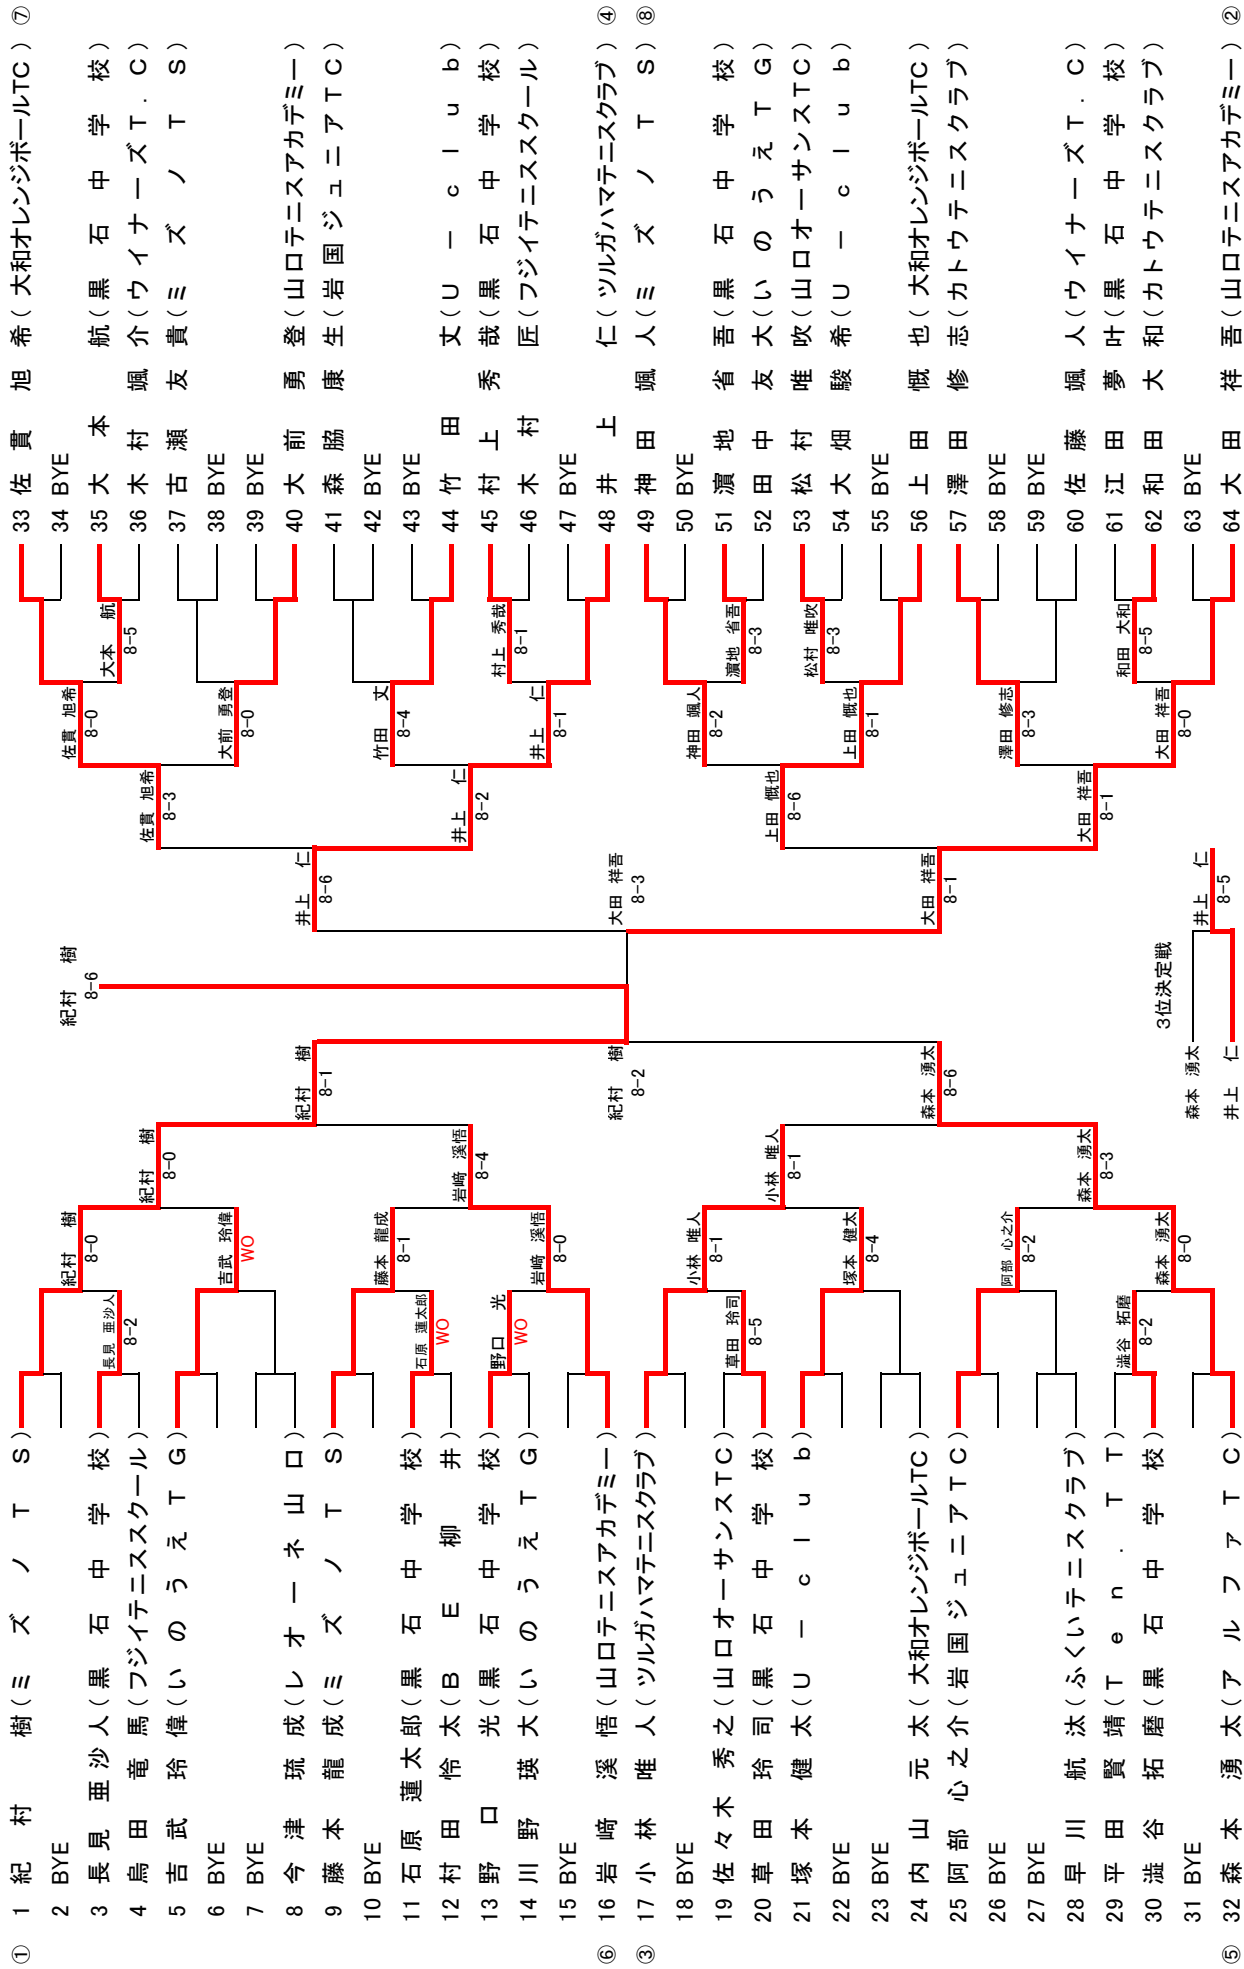 ① 1 紀村 樹(ミズノTS)
2 BYE
3 長見 亜沙人(黒石中学校)
4 烏田 竜馬(フジイテニススクール)
5 吉武 玲偉(いのうえTG)
6 BYE
7 BYE
8 今津 琉成(レオーネ山口)
9 藤本 龍成(ミズノTS)
10 BYE
11 石原 蓮太郎(黒石中学校)
12 村田 怜太(BE柳井)
13 野口 光(黒石中学校)
14 川野 瑛大(いのうえTG)
15 BYE
⑥ 16 岩﨑 溪悟(山口テニスアカデミー)
③ 17 小林 唯人(ツルガハマテニスクラブ)
18 BYE
19 佐々木 秀之(山口オーサンスTC)
20 草田 玲司(黒石中学校)
21 塚本 健太(U-club)
22 BYE
23 BYE
24 内山 元太(大和オレンジボールTC)
25 阿部 心之介(岩国ジュニアTC)
26 BYE
27 BYE
28 早川 航汰(ふくいテニスクラブ)
29 平田 賢靖(Ten.TT)
30 澁谷 拓磨(黒石中学校)
31 BYE
⑤ 32 森本 湧太(アルファTC)
長見 亜沙人
8-2
石原 蓮太郎
WO
野口 光
WO
草田 玲司
8-5
澁谷 拓磨
8-2
紀村 樹
8-0
吉武 玲偉
WO
藤本 龍成
8-1
岩﨑 溪悟
8-0
小林 唯人
8-1
塚本 健太
8-4
阿部 心之介
8-2
森本 湧太
8-0
紀村 樹
8-0
岩﨑 溪悟
8-4
小林 唯人
8-1
森本 湧太
8-3
紀村 樹
8-1
森本 湧太
8-6
紀村 樹
8-2
紀村 樹
8-6
大田 祥吾
8-3
井上 仁
8-6
大田 祥吾
8-1
佐貫 旭希
8-3
井上 仁
8-2
上田 慨也
8-6
大田 祥吾
8-1
佐貫 旭希
8-0
大前 勇登
8-0
竹田 丈
8-4
井上 仁
8-1
神田 颯人
8-2
上田 慨也
8-1
澤田 修志
8-3
大田 祥吾
8-0
大本 航
8-5
村上 秀哉
8-1
濵地 省吾
8-3
松村 唯吹
8-3
和田 大和
8-5
33 佐貫 旭希(大和オレンジボールTC) ⑦
34 BYE
35 大本 航(黒石中学校)
36 木村 颯介(ウイナーズT.C)
37 古瀬 友貴(ミズノTS)
38 BYE
39 BYE
40 大前 勇登(山口テニスアカデミー)
41 森脇 康生(岩国ジュニアTC)
42 BYE
43 BYE
44 竹田 丈(U-club)
45 村上 秀哉(黒石中学校)
46 木村 匠(フジイテニススクール)
47 BYE
48 井上 仁(ツルガハマテニスクラブ) ④
49 神田 颯人(ミズノTS) ⑧
50 BYE
51 濵地 省吾(黒石中学校)
52 田中 友大(いのうえTG)
53 松村 唯吹(山口オーサンスTC)
54 大畑 駿希(U-club)
55 BYE
56 上田 慨也(大和オレンジボールTC)
57 澤田 修志(カトウテニスクラブ)
58 BYE
59 BYE
60 佐藤 颯人(ウイナーズT.C)
61 江田 夢叶(黒石中学校)
62 和田 大和(カトウテニスクラブ)
63 BYE
64 大田 祥吾(山口テニスアカデミー) ②
3位決定戦
森本 湧太
井上 仁
井上 仁
8-5